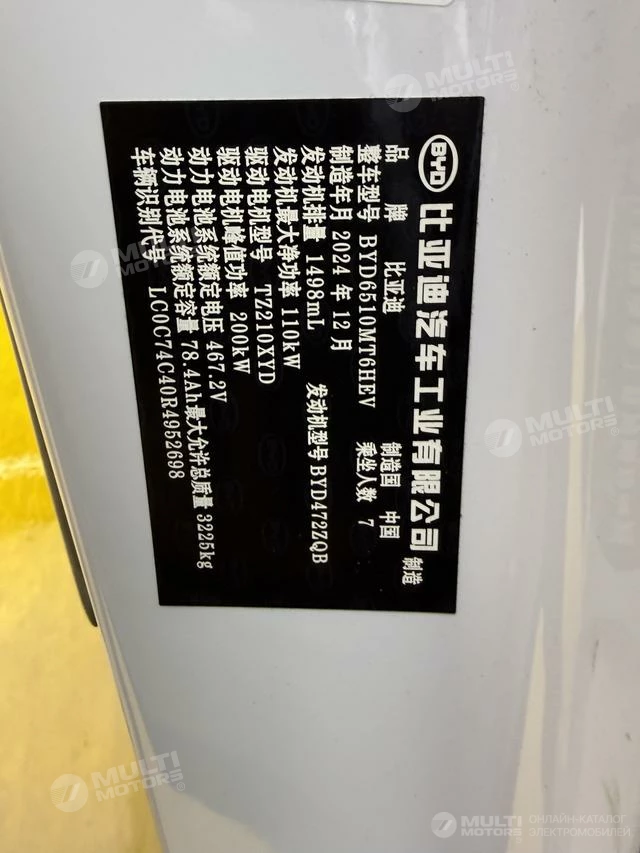 BYD 比亚迪汽车工业有限公司 制造
品 牌 比亚迪 制造国 中国
整车型号 BYD6510MT6HEV 乘坐人数 7
制造年月 2024 年 12 月
发动机排量 1498mL 发动机型号 BYD472ZQB
发动机最大净功率 110kW
驱动电机型号 TZ210XYD
驱动电机峰值功率 200kW
动力电池系统额定电压 467.2V
动力电池系统额定容量 78.4Ah最大允许总质量 3225kg
车辆识别代号 LC0C74C40R4952698
MULTI MOTORS
MULTI MOTORS
MULTI MOTORS
MULTI MOTORS
MULTI MOTORS ОНЛАЙН-КАТАЛОГ ЭЛЕКТРОМОБИЛЕЙ